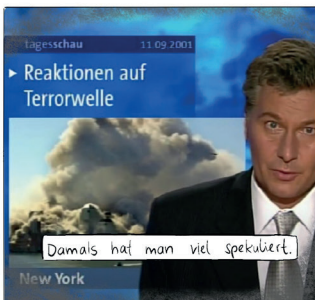 tagesschau 11.09.2001
Reaktionen auf
Terrorwelle
Damals hat man viel spekuliert.
New York